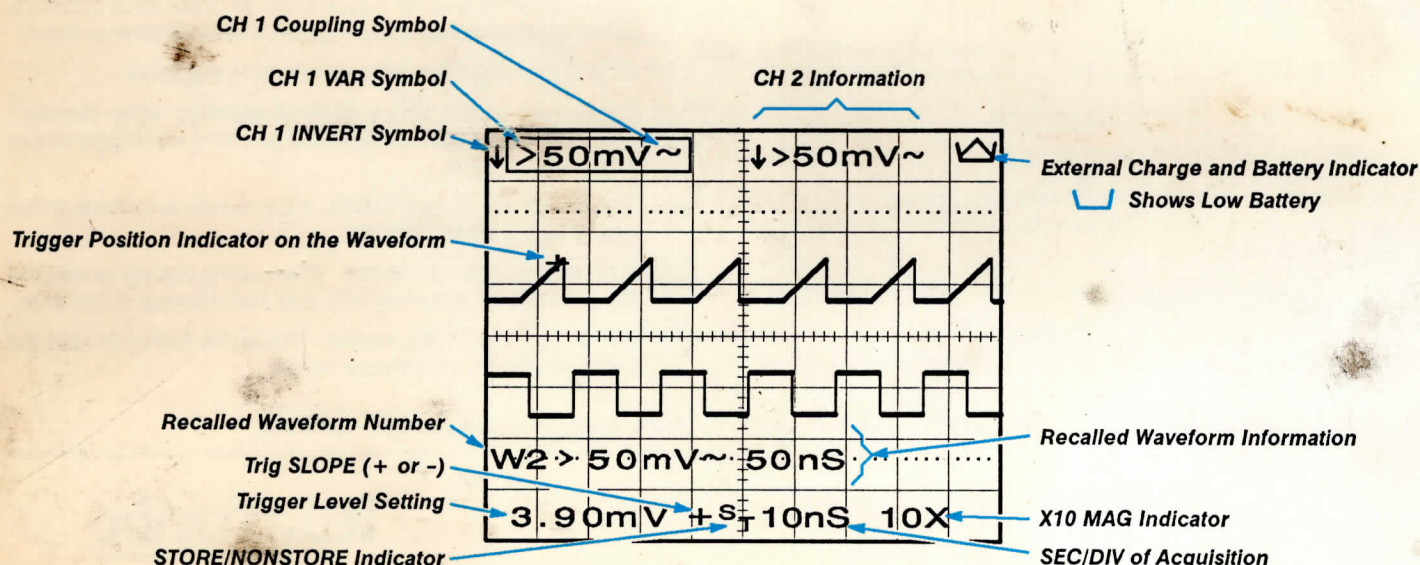 CH 1 Coupling Symbol
CH 1 VAR Symbol
CH 2 Information
CH 1 INVERT Symbol
↓ >50mV~ ↓>50mV~
External Charge and Battery Indicator
Shows Low Battery
Trigger Position Indicator on the Waveform
Recalled Waveform Number
Recalled Waveform Information
W2 > 50mV~ 50nS
Trig SLOPE (+ or -)
Trigger Level Setting
3.90mV +S T 10nS 10X
X10 MAG Indicator
STORE/NONSTORE Indicator
SEC/DIV of Acquisition